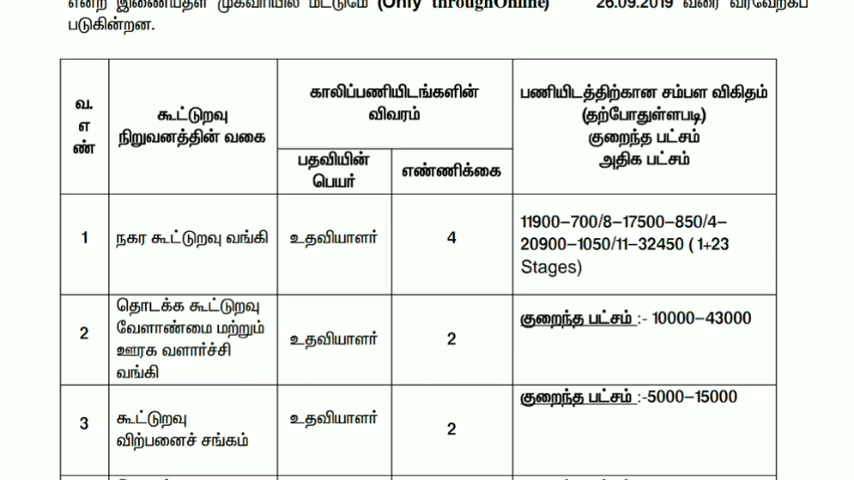 என்ற இணையதள முகவரியில் மட்டுமே (Only throughOnline) 26.09.2019 வரை வரவேற்கப்
படுகின்றன.
வ.
எ
ண்
கூட்டுறவு
நிறுவனத்தின் வகை
காலிப்பணியிடங்களின்
விவரம்
பதவியின்
பெயர்
எண்ணிக்கை
பணியிடத்திற்கான சம்பள விகிதம்
(தற்போதுள்ளபடி)
குறைந்த பட்சம்
அதிக பட்சம்
1
நகர கூட்டுறவு வங்கி
உதவியாளர்
4
11900–700/8–17500–850/4–
20900–1050/11–32450 ( 1+23
Stages)
2
தொடக்க கூட்டுறவு
வேளாண்மை மற்றும்
ஊரக வளார்ச்சி
வங்கி
உதவியாளர்
2
குறைந்த பட்சம் :- 10000–43000
3
கூட்டுறவு
விற்பனைச் சங்கம்
உதவியாளர்
2
குறைந்த பட்சம் :-5000–15000